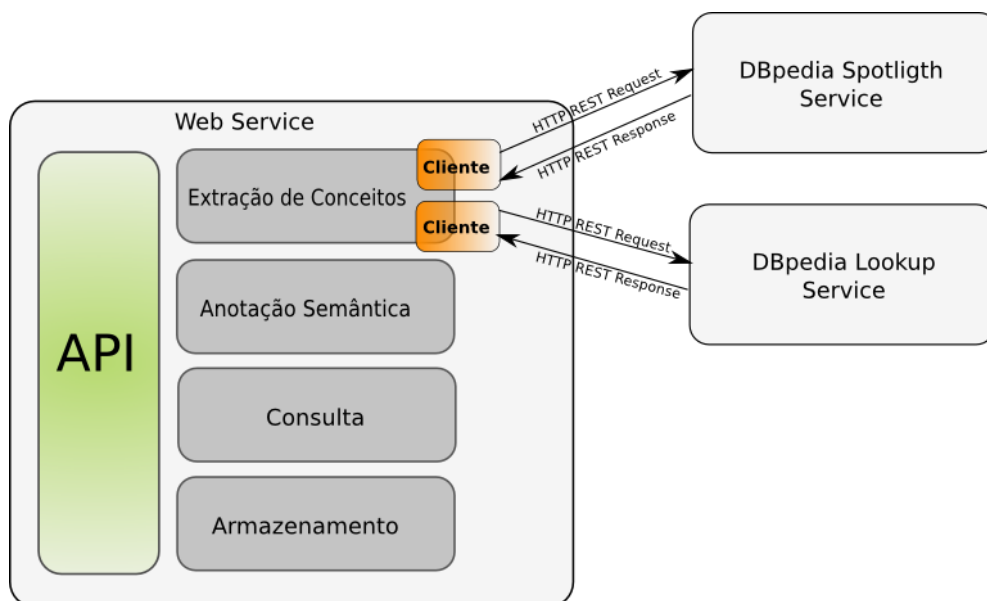 DBpedia Spotligth
Service
HTTP REST Request
HTTP REST Response
Web Service
Cliente
Extração de Conceitos
Cliente
HTTP REST Request
HTTP REST Response
DBpedia Lookup
Service
Anotação Semântica
API
Consulta
Armazenamento